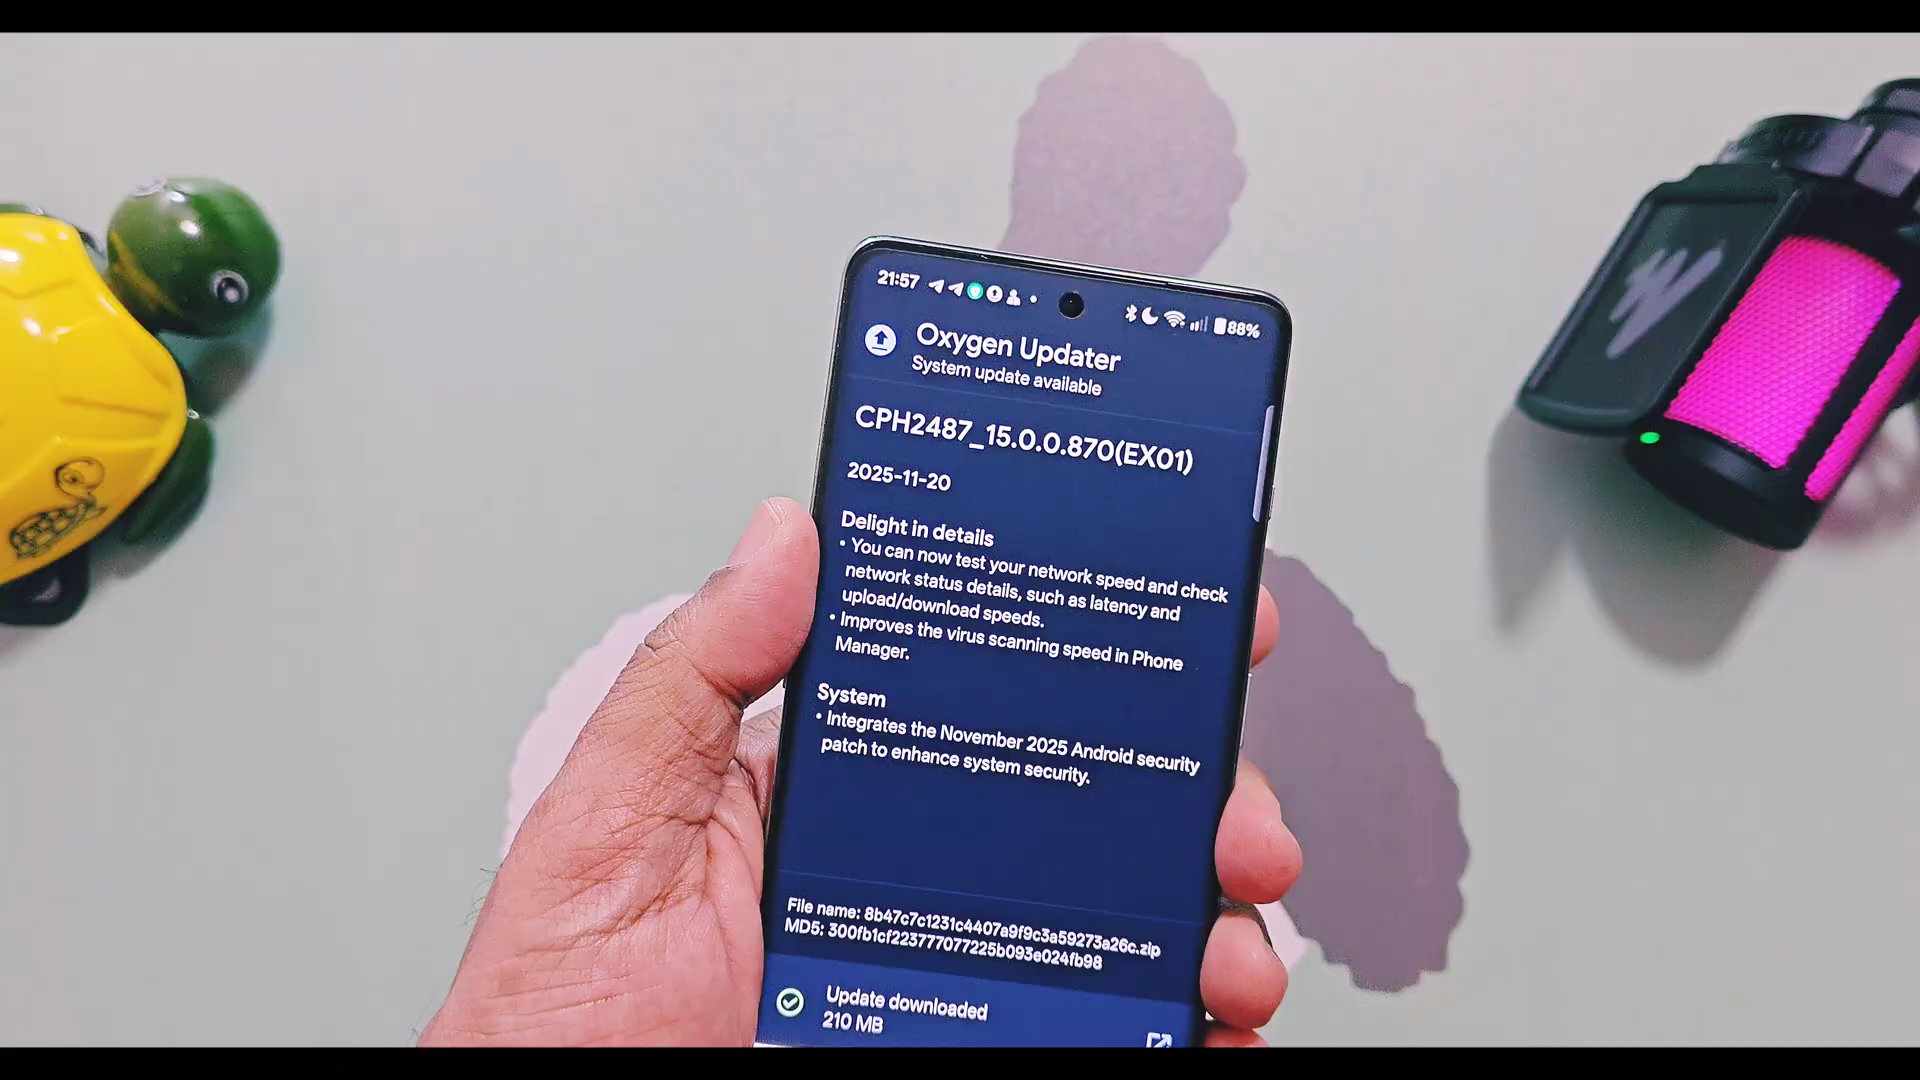 21:57
88%
Oxygen Updater
System update available
CPH2487_15.0.0.870(EX01)
2025-11-20
Delight in details
• You can now test your network speed and check
network status details, such as latency and
upload/download speeds.
• Improves the virus scanning speed in Phone
Manager.
System
• Integrates the November 2025 Android security
patch to enhance system security.
File name: 8b47c7c1231c4407a9f9c3a59273a26c.zip
MD5: 300fb1cf223777077225b093e024fb98
Update downloaded
210 MB